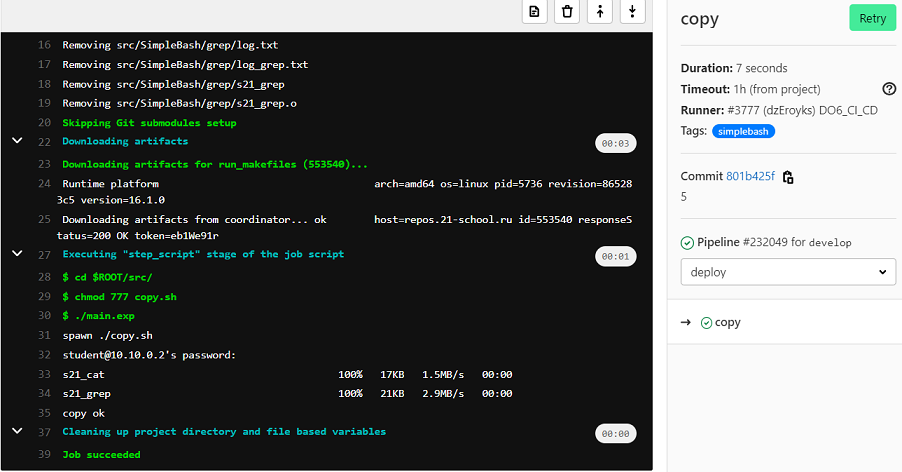 16 Removing src/SimpleBash/grep/log.txt
17 Removing src/SimpleBash/grep/log_grep.txt
18 Removing src/SimpleBash/grep/s21_grep
19 Removing src/SimpleBash/grep/s21_grep.o
20 Skipping Git submodules setup
22 Downloading artifacts 00:03
23 Downloading artifacts for run_makefiles (553540)...
24 Runtime platform arch=amd64 os=linux pid=5736 revision=86528
3c5 version=16.1.0
25 Downloading artifacts from coordinator... ok host=repos.21-school.ru id=553540 responseS
tatus=200 OK token=eb1We91r
27 Executing "step_script" stage of the job script 00:01
28 $ cd $ROOT/src/
29 $ chmod 777 copy.sh
30 $ ./main.exp
31 spawn ./copy.sh
32 student@10.10.0.2's password:
33 s21_cat 100% 17KB 1.5MB/s 00:00
34 s21_grep 100% 21KB 2.9MB/s 00:00
35 copy ok
37 Cleaning up project directory and file based variables 00:00
39 Job succeeded
copy
Retry
Duration: 7 seconds
Timeout: 1h (from project)
Runner: #3777 (dzEroyks) DO6_CI_CD
Tags: simplebash
Commit 801b425f
5
Pipeline #232049 for develop
deploy
→ copy